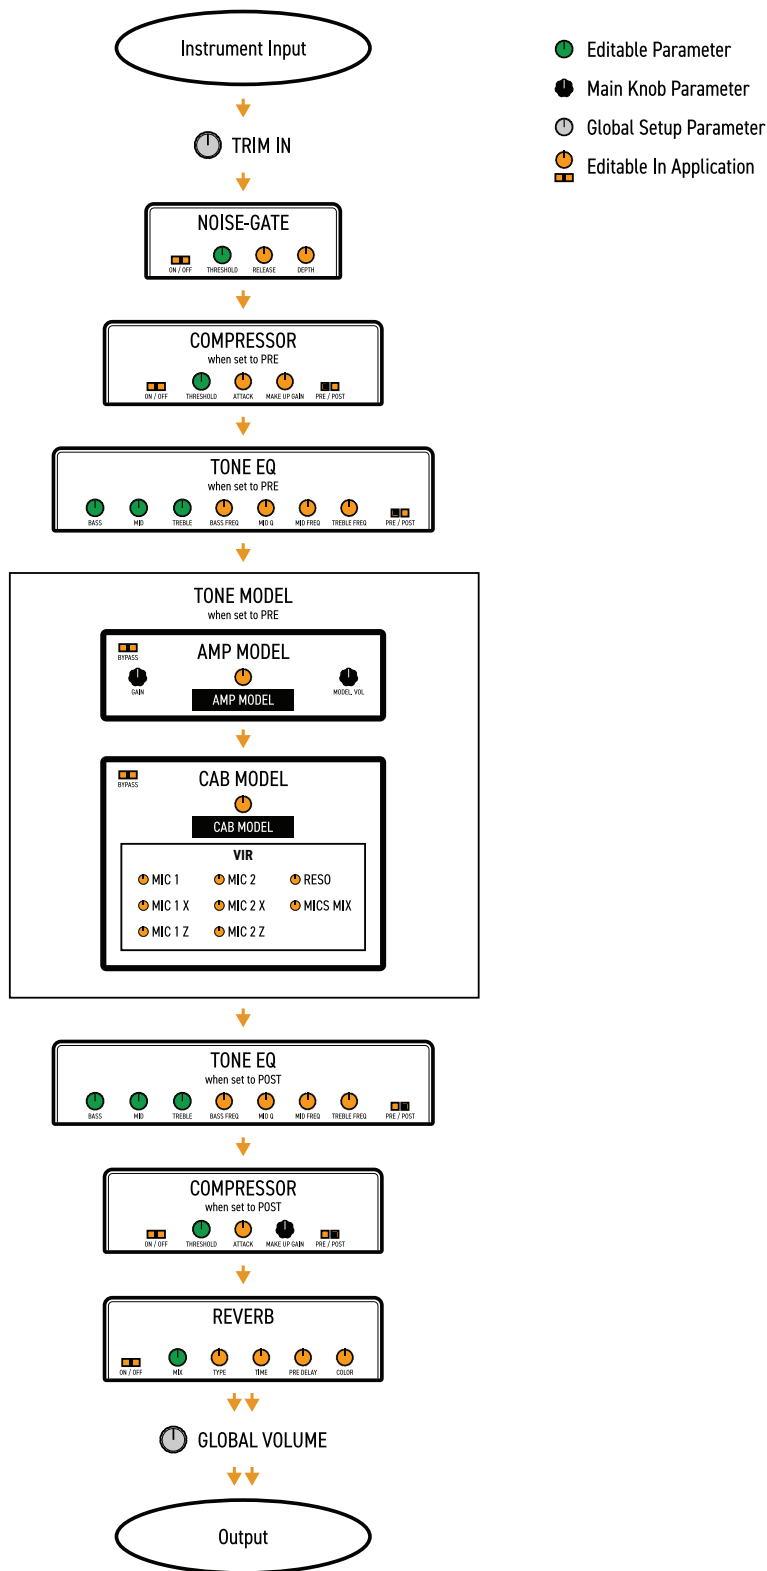 Instrument Input
Editable Parameter
Main Knob Parameter
Global Setup Parameter
Editable In Application
TRIM IN
NOISE-GATE
ON / OFF THRESHOLD RELEASE DEPTH
COMPRESSOR
when set to PRE
ON / OFF THRESHOLD ATTACK MAKE UP GAIN PRE / POST
TONE EQ
when set to PRE
BASS MID TREBLE BASS FREQ MID Q MID FREQ TREBLE FREQ PRE / POST
TONE MODEL
when set to PRE
AMP MODEL
BYPASS
GAIN MODEL VOL
AMP MODEL
CAB MODEL
BYPASS
CAB MODEL
VIR
MIC 1 MIC 2 RESO
MIC 1 X MIC 2 X MICS MIX
MIC 1 Z MIC 2 Z
TONE EQ
when set to POST
BASS MID TREBLE BASS FREQ MID Q MID FREQ TREBLE FREQ PRE / POST
COMPRESSOR
when set to POST
ON / OFF THRESHOLD ATTACK MAKE UP GAIN PRE / POST
REVERB
ON / OFF MIX TYPE TIME PRE DELAY COLOR
GLOBAL VOLUME
Output